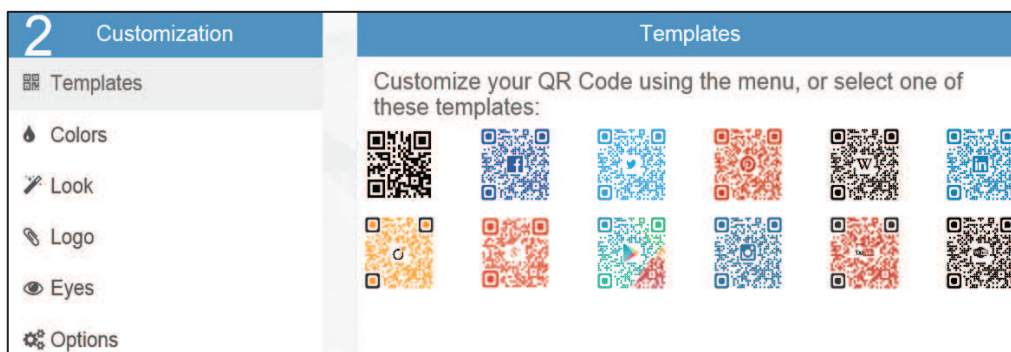 2 Customization
Templates
Colors
Look
Logo
Eyes
Options
Templates
Customize your QR Code using the menu, or select one of
these templates:
f
W
in